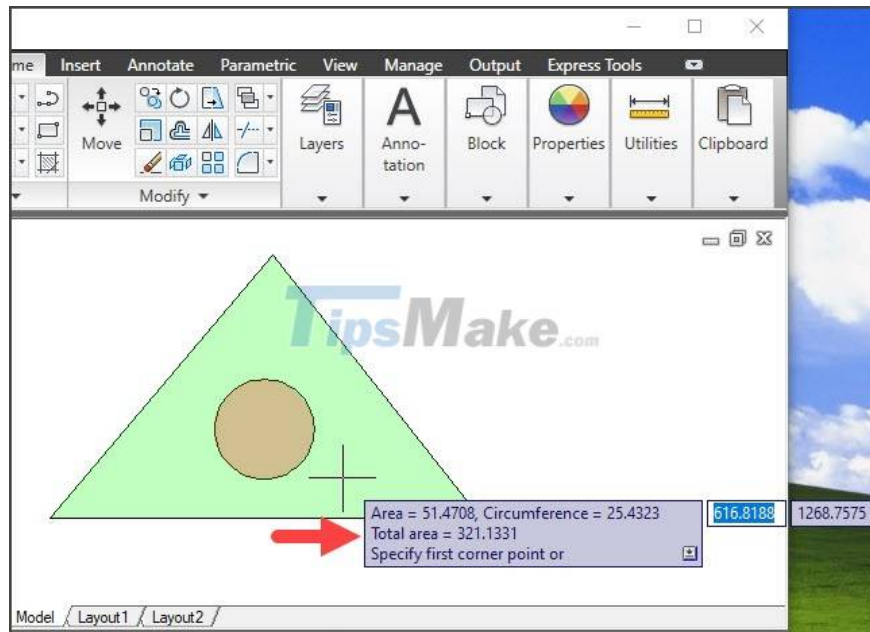 me Insert Annotate Parametric View Manage Output Express Tools
Move
Layers
Anno-
tation
Block
Properties
Utilities
Clipboard
Modify
TipsMake.com
Area = 51.4708, Circumference = 25.4323
Total area = 321.1331
Specify first corner point or
616.8188
1268.7575
Model Layout1 Layout2